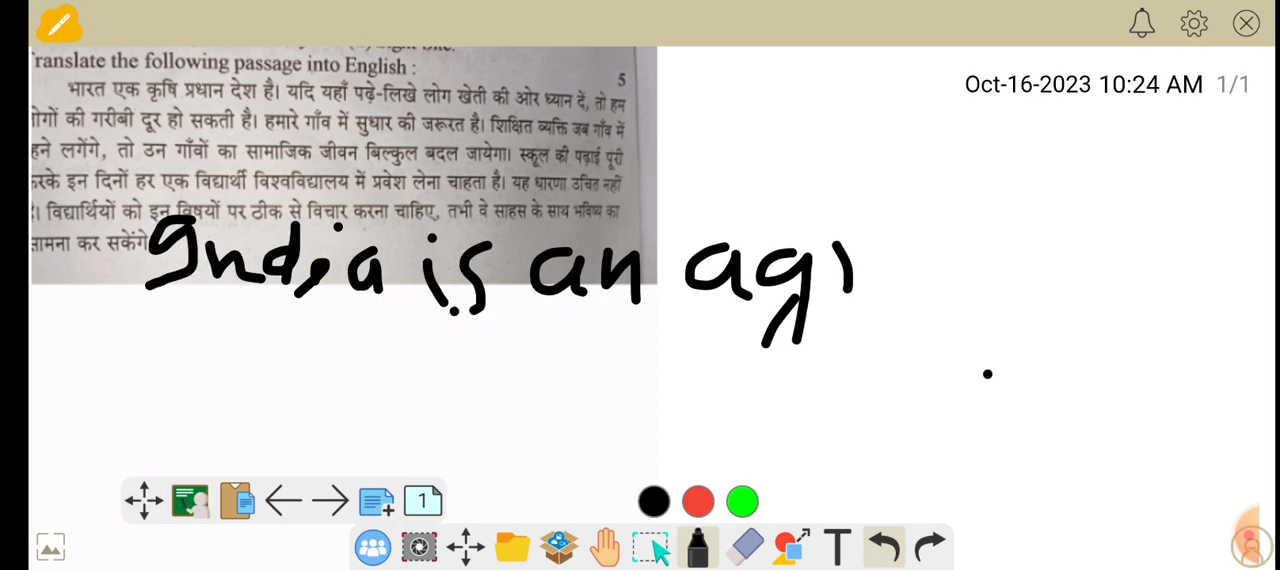 Oct-16-2023 10:24 AM 1/1
ranslate the following passage into English :
5
भारत एक कृषि प्रधान देश है। यदि यहाँ पढ़े-लिखे लोग खेती की ओर ध्यान दें, तो हम
ोगों की गरीबी दूर हो सकती है। हमारे गाँव में सुधार की जरूरत है। शिक्षित व्यक्ति जब गाँव में
हने लगेंगे, तो उन गाँवों का सामाजिक जीवन बिल्कुल बदल जायेगा। स्कूल की पढ़ाई पूरी
रके इन दिनों हर एक विद्यार्थी विश्वविद्यालय में प्रवेश लेना चाहता है। यह धारणा उचित नहीं
। विद्यार्थियों को इन विषयों पर ठीक से विचार करना चाहिए, तभी वे साहस के साथ भविष्य का
ामना कर सकेंगे
India is an ag
1
T